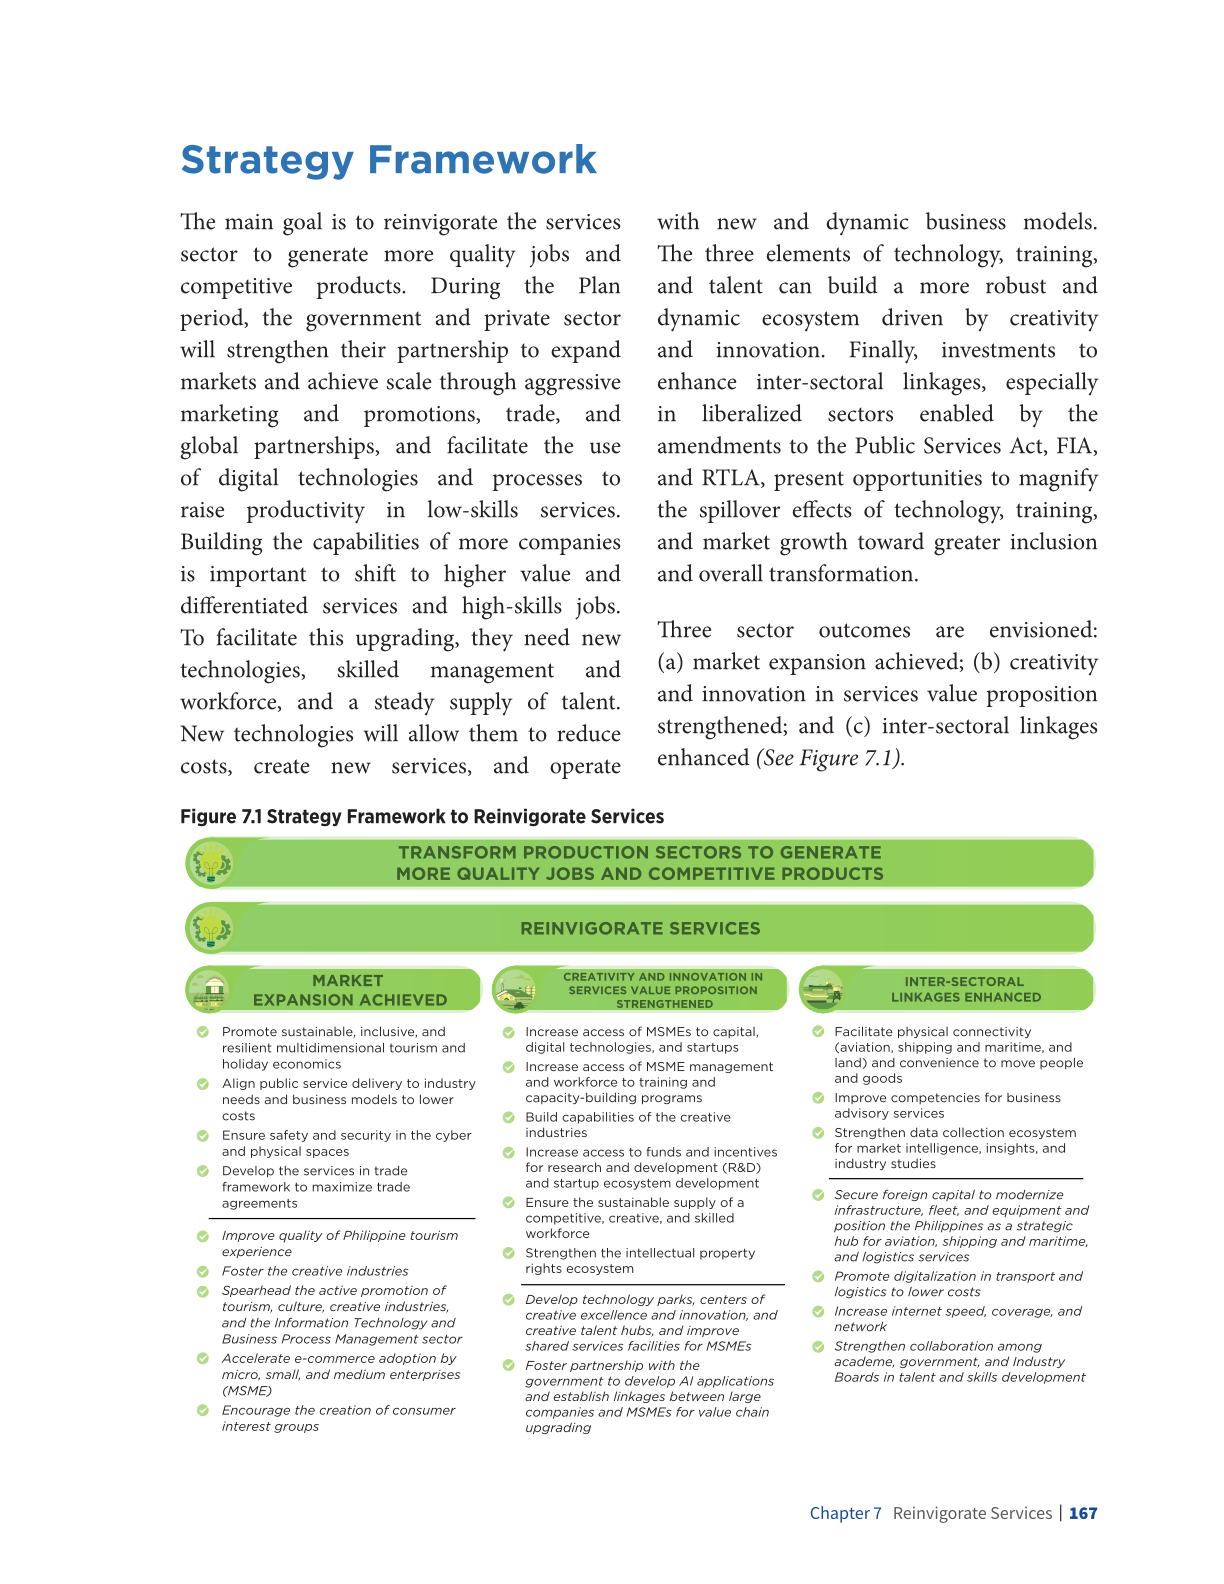 Strategy Framework
The main goal is to reinvigorate the services
sector to generate more quality jobs and
competitive products. During the Plan
period, the government and private sector
will strengthen their partnership to expand
markets and achieve scale through aggressive
marketing and promotions, trade, and
global partnerships, and facilitate the use
of digital technologies and processes to
raise productivity in low-skills services.
Building the capabilities of more companies
is important to shift to higher value and
differentiated services and high-skills jobs.
To facilitate this upgrading, they need new
technologies, skilled management and
workforce, and a steady supply of talent.
New technologies will allow them to reduce
costs, create new services, and operate
with new and dynamic business models.
The three elements of technology, training,
and talent can build a more robust and
dynamic ecosystem driven by creativity
and innovation. Finally, investments to
enhance inter-sectoral linkages, especially
in liberalized sectors enabled by the
amendments to the Public Services Act, FIA,
and RTLA, present opportunities to magnify
the spillover effects of technology, training,
and market growth toward greater inclusion
and overall transformation.
Three sector outcomes are envisioned:
(a) market expansion achieved; (b) creativity
and innovation in services value proposition
strengthened; and (c) inter-sectoral linkages
enhanced (See Figure 7.1).
Figure 7.1 Strategy Framework to Reinvigorate Services
TRANSFORM PRODUCTION SECTORS TO GENERATE
MORE QUALITY JOBS AND COMPETITIVE PRODUCTS
REINVIGORATE SERVICES
MARKET
EXPANSION ACHIEVED
Promote sustainable, inclusive, and
resilient multidimensional tourism and
holiday economics
Align public service delivery to industry
needs and business models to lower
costs
Ensure safety and security in the cyber
and physical spaces
Develop the services in trade
framework to maximize trade
agreements
Improve quality of Philippine tourism
experience
Foster the creative industries
Spearhead the active promotion of
tourism, culture, creative industries,
and the Information Technology and
Business Process Management sector
Accelerate e-commerce adoption by
micro, small, and medium enterprises
(MSME)
Encourage the creation of consumer
interest groups
CREATIVITY AND INNOVATION IN
SERVICES VALUE PROPOSITION
STRENGTHENED
Increase access of MSMEs to capital,
digital technologies, and startups
Increase access of MSME management
and workforce to training and
capacity-building programs
Build capabilities of the creative
industries
Increase access to funds and incentives
for research and development (R&D)
and startup ecosystem development
Ensure the sustainable supply of a
competitive, creative, and skilled
workforce
Strengthen the intellectual property
rights ecosystem
Develop technology parks, centers of
creative excellence and innovation, and
creative talent hubs, and improve
shared services facilities for MSMEs
Foster partnership with the
government to develop AI applications
and establish linkages between large
companies and MSMEs for value chain
upgrading
INTER-SECTORAL
LINKAGES ENHANCED
Facilitate physical connectivity
(aviation, shipping and maritime, and
land) and convenience to move people
and goods
Improve competencies for business
advisory services
Strengthen data collection ecosystem
for market intelligence, insights, and
industry studies
Secure foreign capital to modernize
infrastructure, fleet, and equipment and
position the Philippines as a strategic
hub for aviation, shipping and maritime,
and logistics services
Promote digitalization in transport and
logistics to lower costs
Increase internet speed, coverage, and
network
Strengthen collaboration among
academe, government, and Industry
Boards in talent and skills development
Chapter 7 Reinvigorate Services | 167